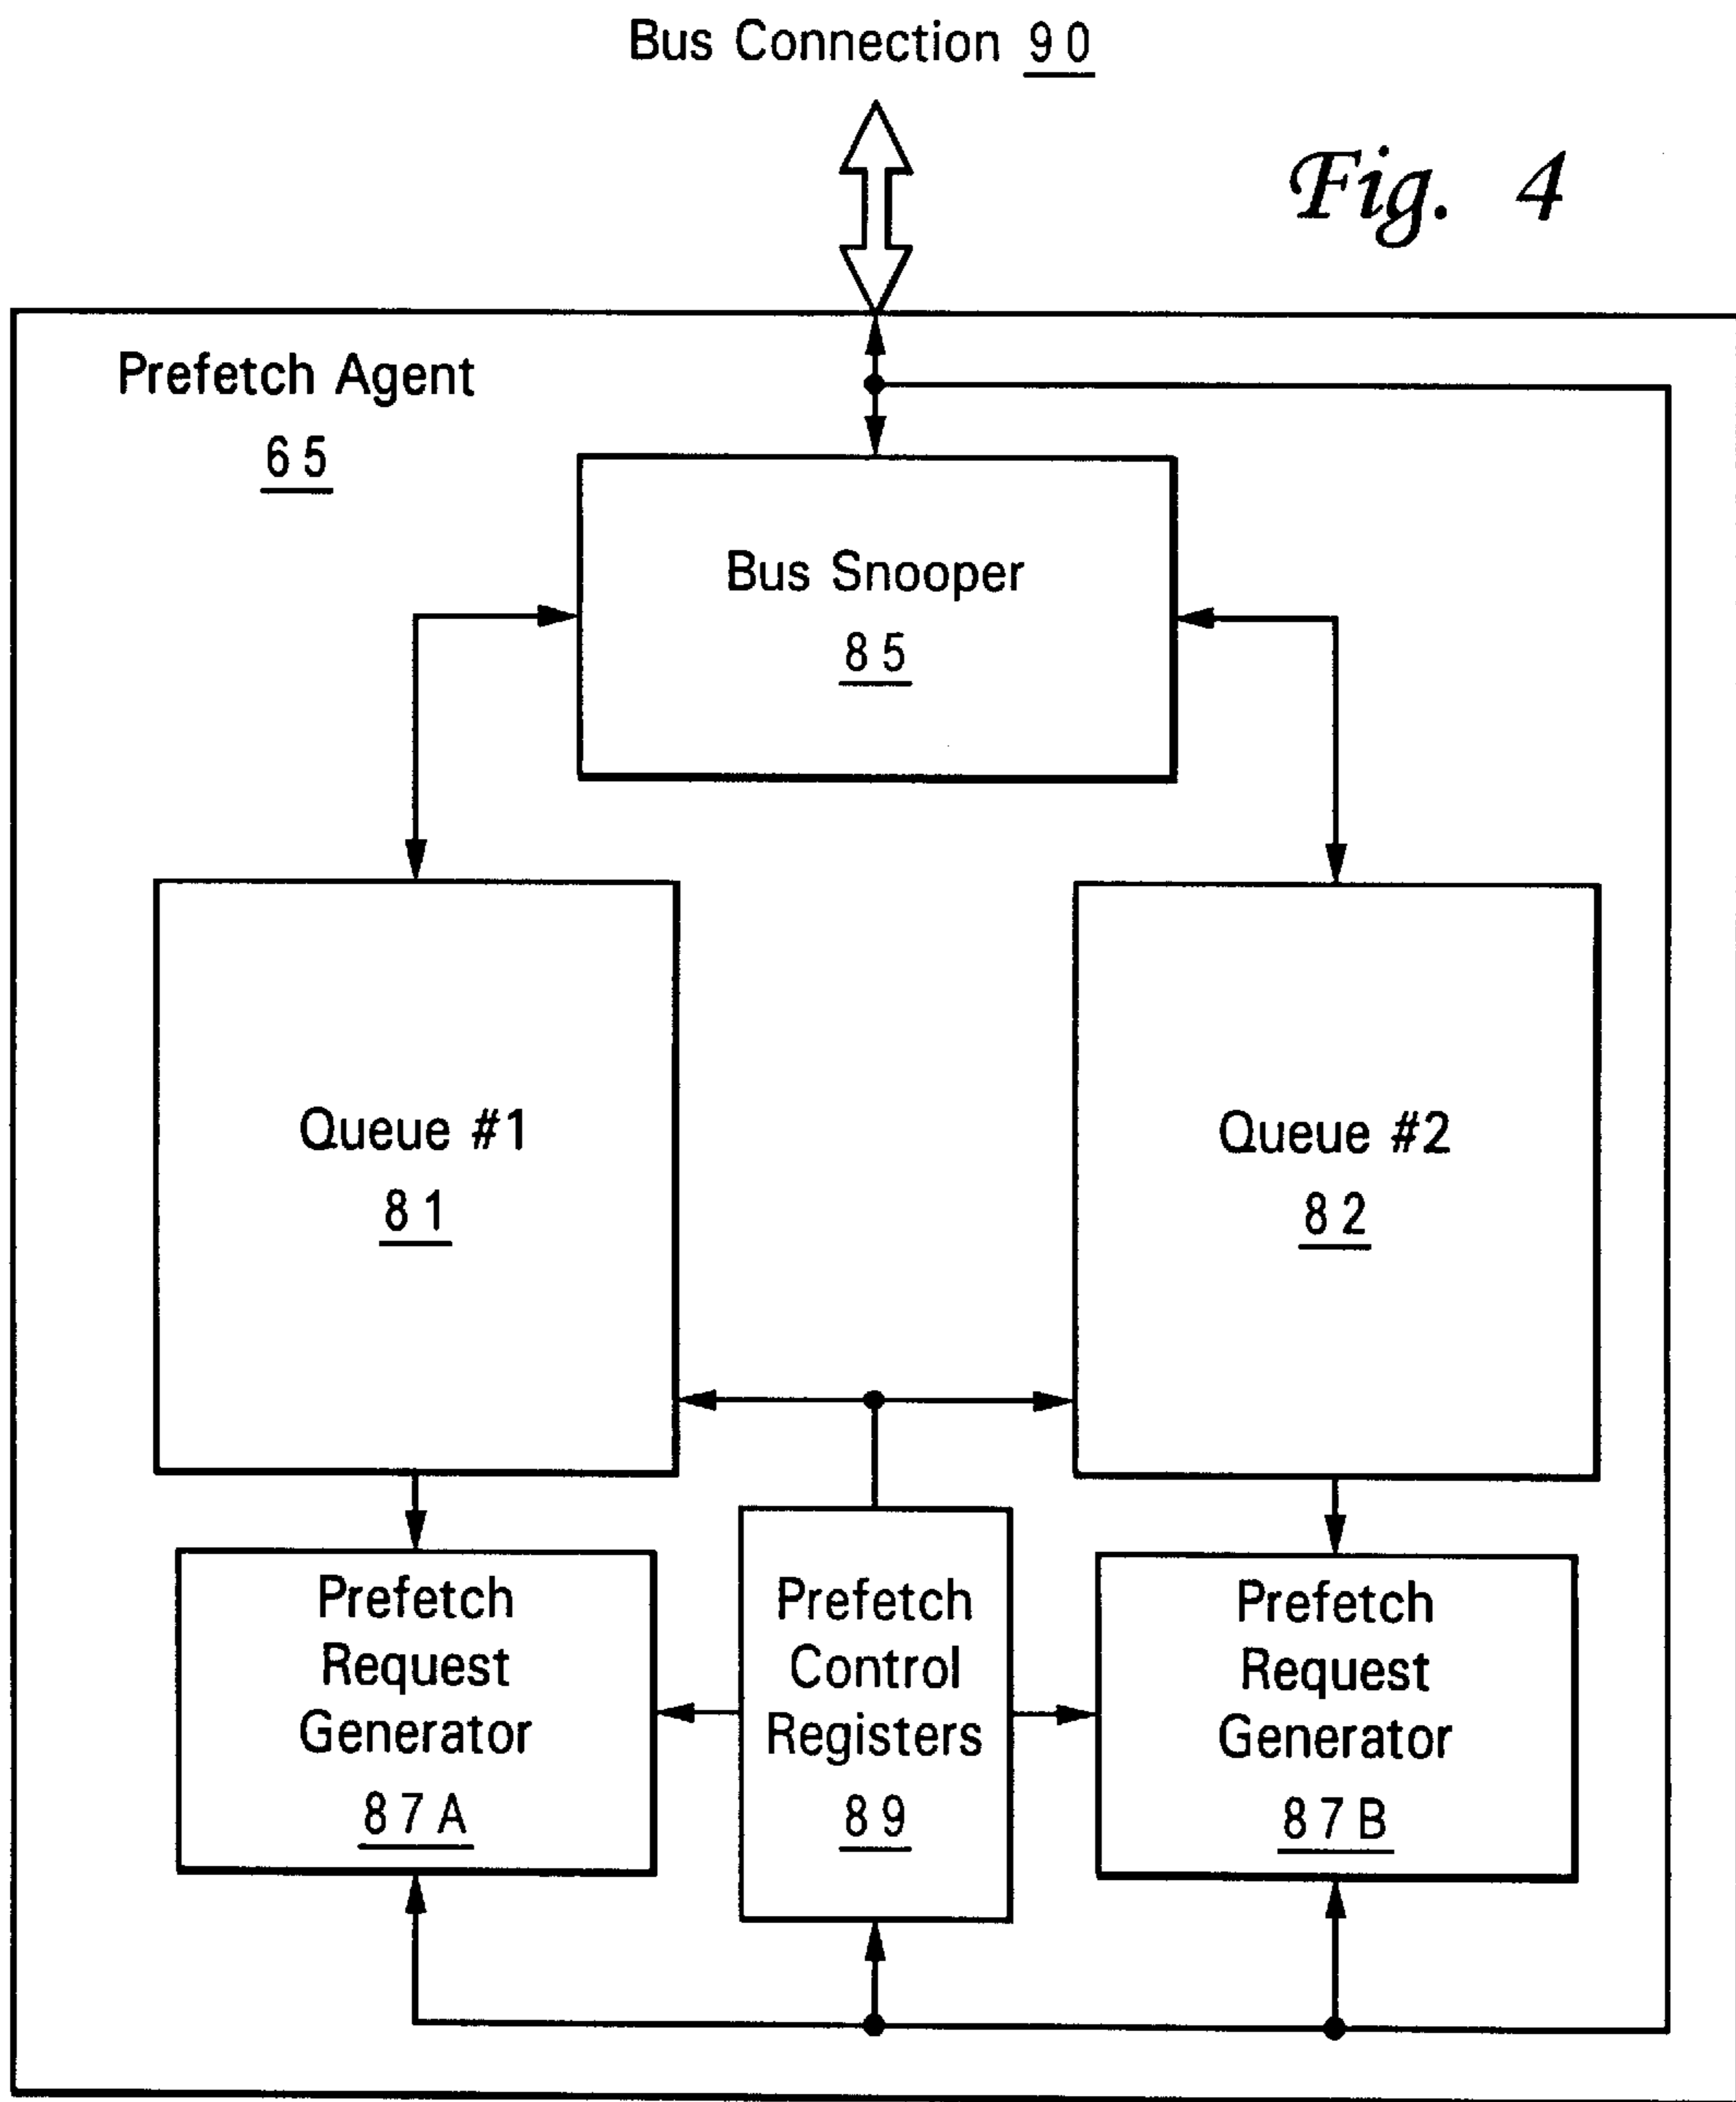 Bus Connection 90
Fig. 4
Prefetch Agent
65
Bus Snooper
85
Queue #1
81
Queue #2
82
Prefetch
Request
Generator
87A
Prefetch
Control
Registers
89
Prefetch
Request
Generator
87B